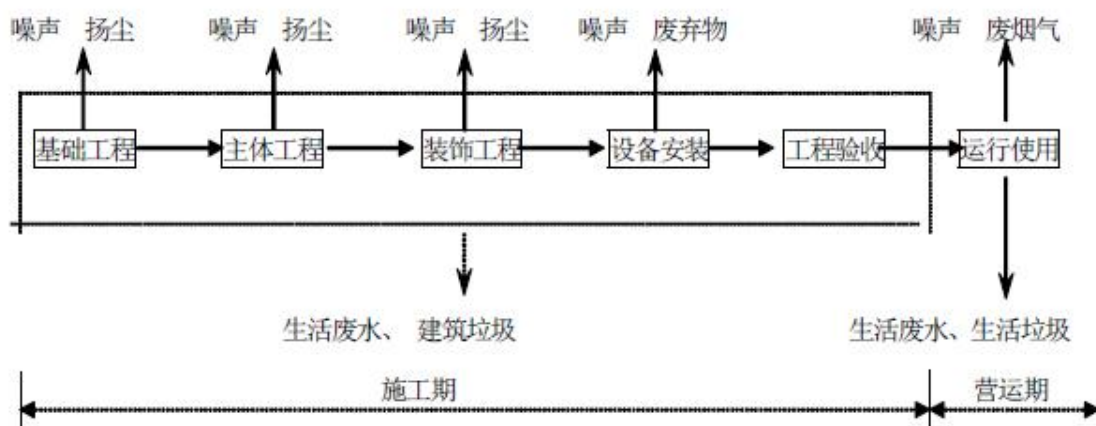 噪声 扬尘 噪声 扬尘 噪声 扬尘 噪声 废弃物 噪声 废烟气
基础工程 主体工程 装饰工程 设备安装 工程验收 运行使用
生活废水、 建筑垃圾 生活废水、生活垃圾
施工期 营运期